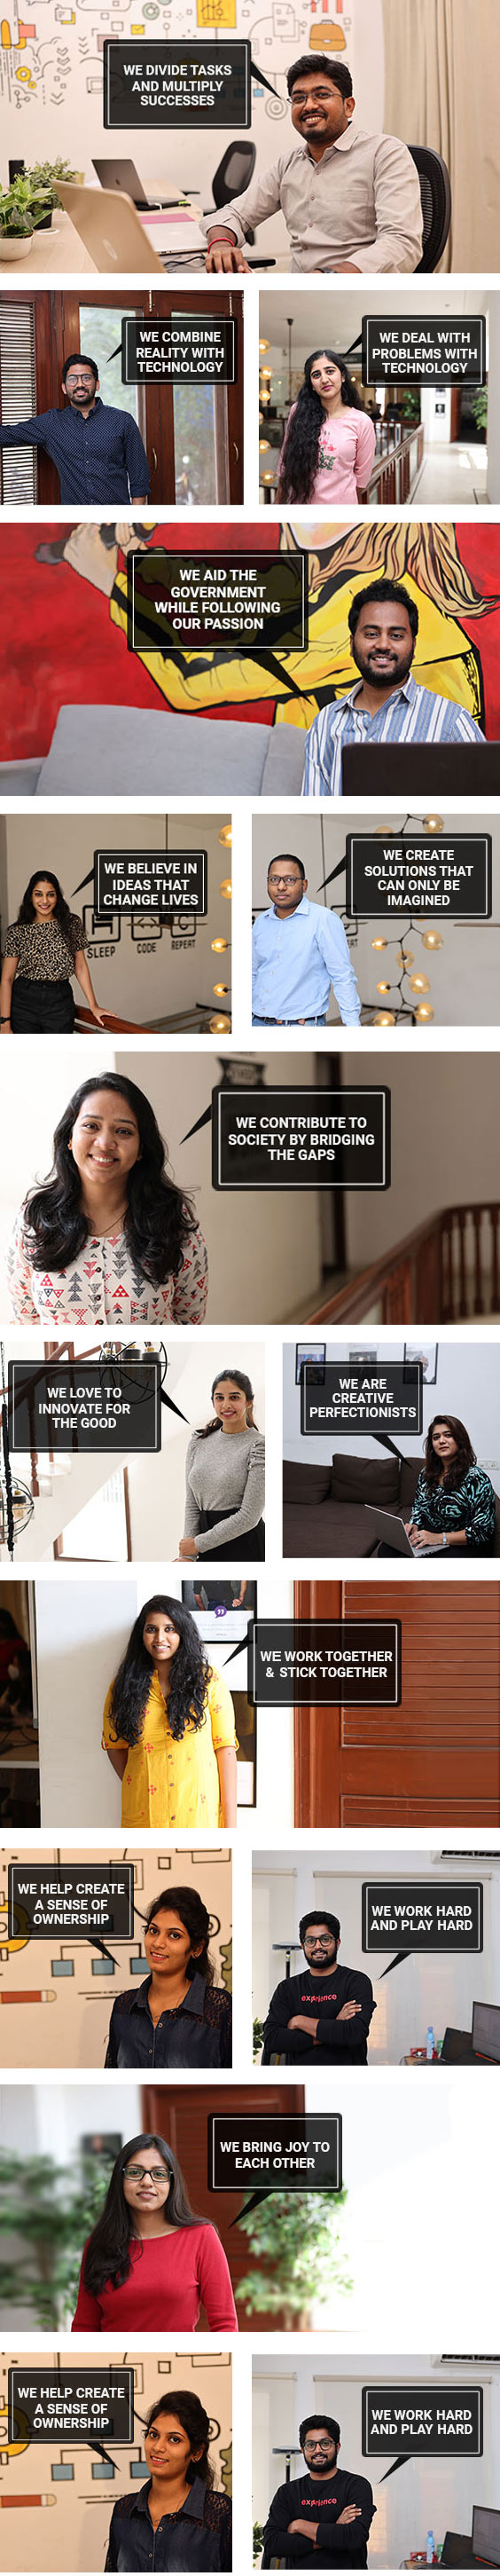 WE DIVIDE TASKS
AND MULTIPLY
SUCCESSES
WE COMBINE
REALITY WITH
TECHNOLOGY
WE DEAL WITH
PROBLEMS WITH
TECHNOLOGY
WE AID THE
GOVERNMENT
WHILE FOLLOWING
OUR PASSION
WE BELIEVE IN
IDEAS THAT
CHANGE LIVES
SLEEP CODE REPEAT
WE CREATE
SOLUTIONS THAT
CAN ONLY BE
IMAGINED
WE CONTRIBUTE TO
SOCIETY BY BRIDGING
THE GAPS
WE LOVE TO
INNOVATE FOR
THE GOOD
WE ARE
CREATIVE
PERFECTIONISTS
WE WORK TOGETHER
& STICK TOGETHER
WE HELP CREATE
A SENSE OF
OWNERSHIP
WE WORK HARD
AND PLAY HARD
WE BRING JOY TO
EACH OTHER
WE HELP CREATE
A SENSE OF
OWNERSHIP
WE WORK HARD
AND PLAY HARD